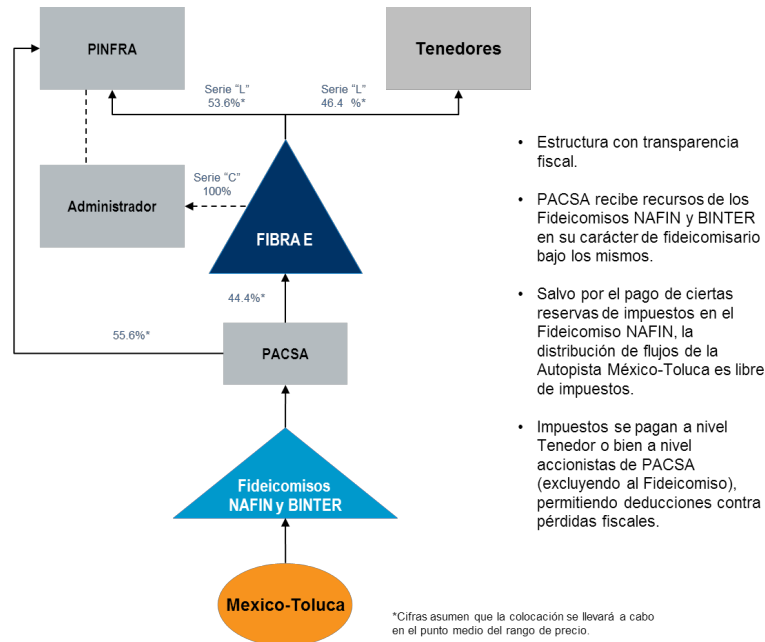 PINFRA
Tenedores
Serie “L”
53.6%*
Serie “L”
46.4 %*
Serie “C”
100%
Administrador
FIBRA E
44.4%*
55.6%*
PACSA
Fideicomisos
NAFIN y BINTER
Mexico-Toluca
• Estructura con transparencia
fiscal.
• PACSA recibe recursos de los
Fideicomisos NAFIN y BINTER
en su carácter de fideicomisario
bajo los mismos.
• Salvo por el pago de ciertas
reservas de impuestos en el
Fideicomiso NAFIN, la
distribución de flujos de la
Autopista México-Toluca es libre
de impuestos.
• Impuestos se pagan a nivel
Tenedor o bien a nivel
accionistas de PACSA
(excluyendo al Fideicomiso),
permitiendo deducciones contra
pérdidas fiscales.
*Cifras asumen que la colocación se llevará a cabo
en el punto medio del rango de precio.